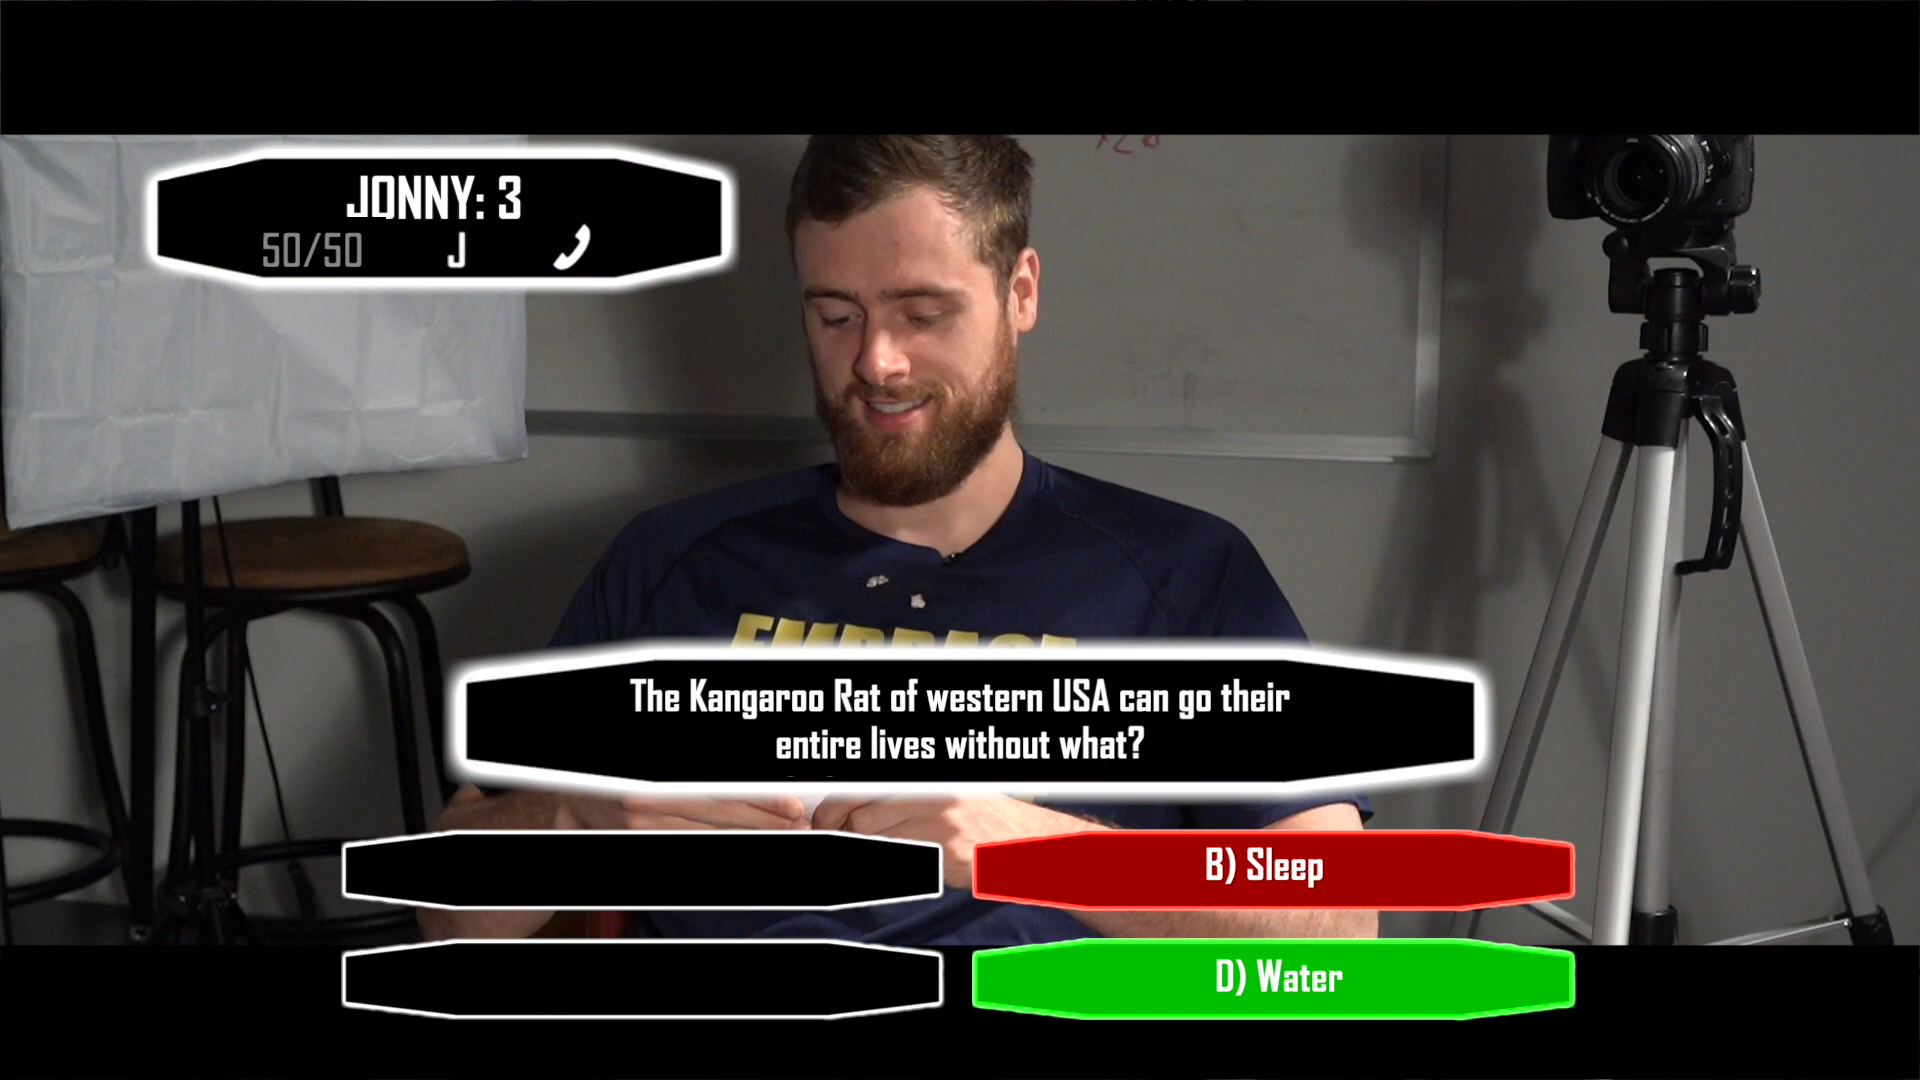 JONNY: 3
50/50 J
The Kangaroo Rat of western USA can go their
entire lives without what?
B) Sleep
D) Water